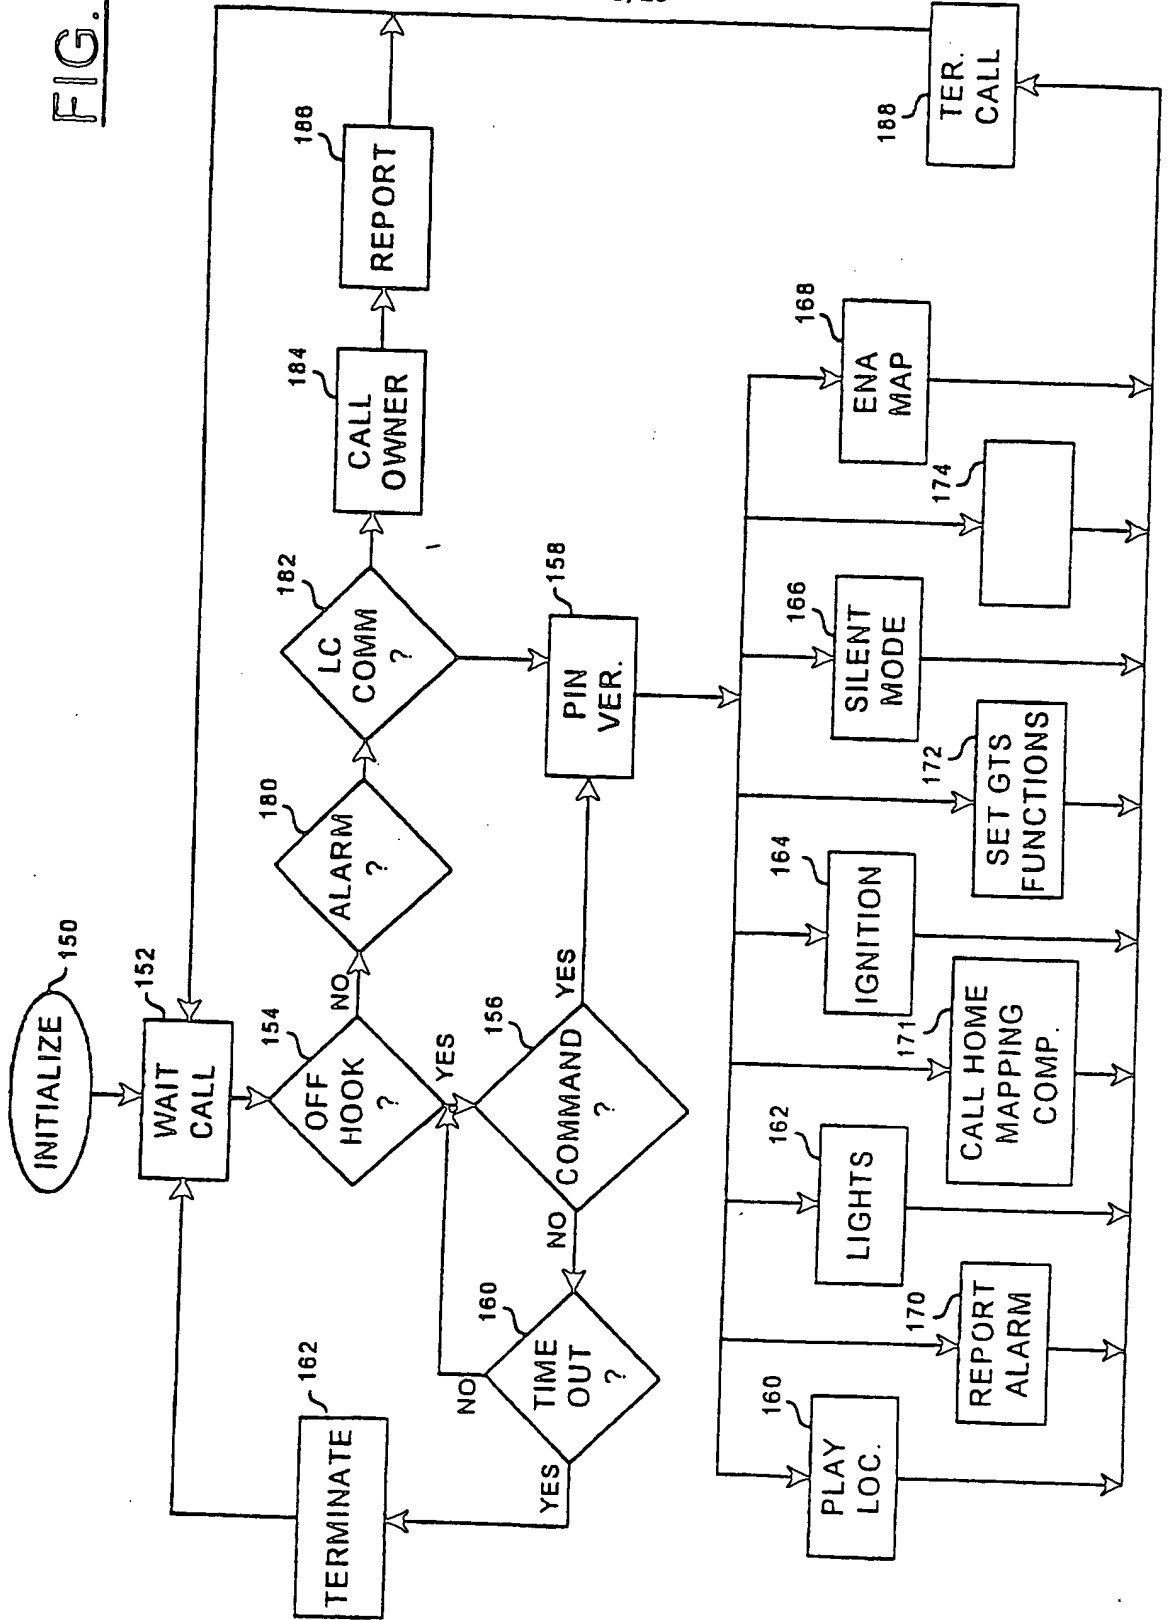 FIG.
INITIALIZE
150
152
WAIT
CALL
154
OFF
HOOK
?
NO
YES
180
ALARM
?
182
LC
COMM
?
184
CALL
OWNER
186
REPORT
156
COMMAND
?
YES
NO
158
PIN
VER.
160
TIME
OUT
?
NO
YES
162
TERMINATE
160
PLAY
LOC.
170
REPORT
ALARM
162
LIGHTS
171
CALL HOME
MAPPING
COMP.
164
IGNITION
172
SET GTS
FUNCTIONS
166
SILENT
MODE
174
168
ENA
MAP
188
TER.
CALL